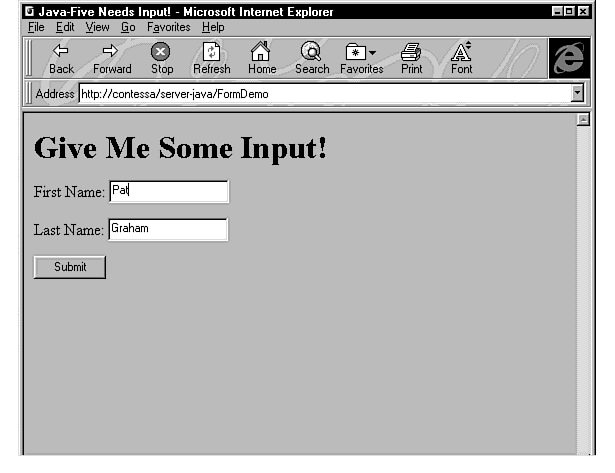 Java-Five Needs Input! - Microsoft Internet Explorer
File Edit View Go Favorites Help
Back Forward Stop Refresh Home Search Favorites Print Font
Address http://contessa/server-java/FormDemo
Give Me Some Input!
First Name: Pat
Last Name: Graham
Submit